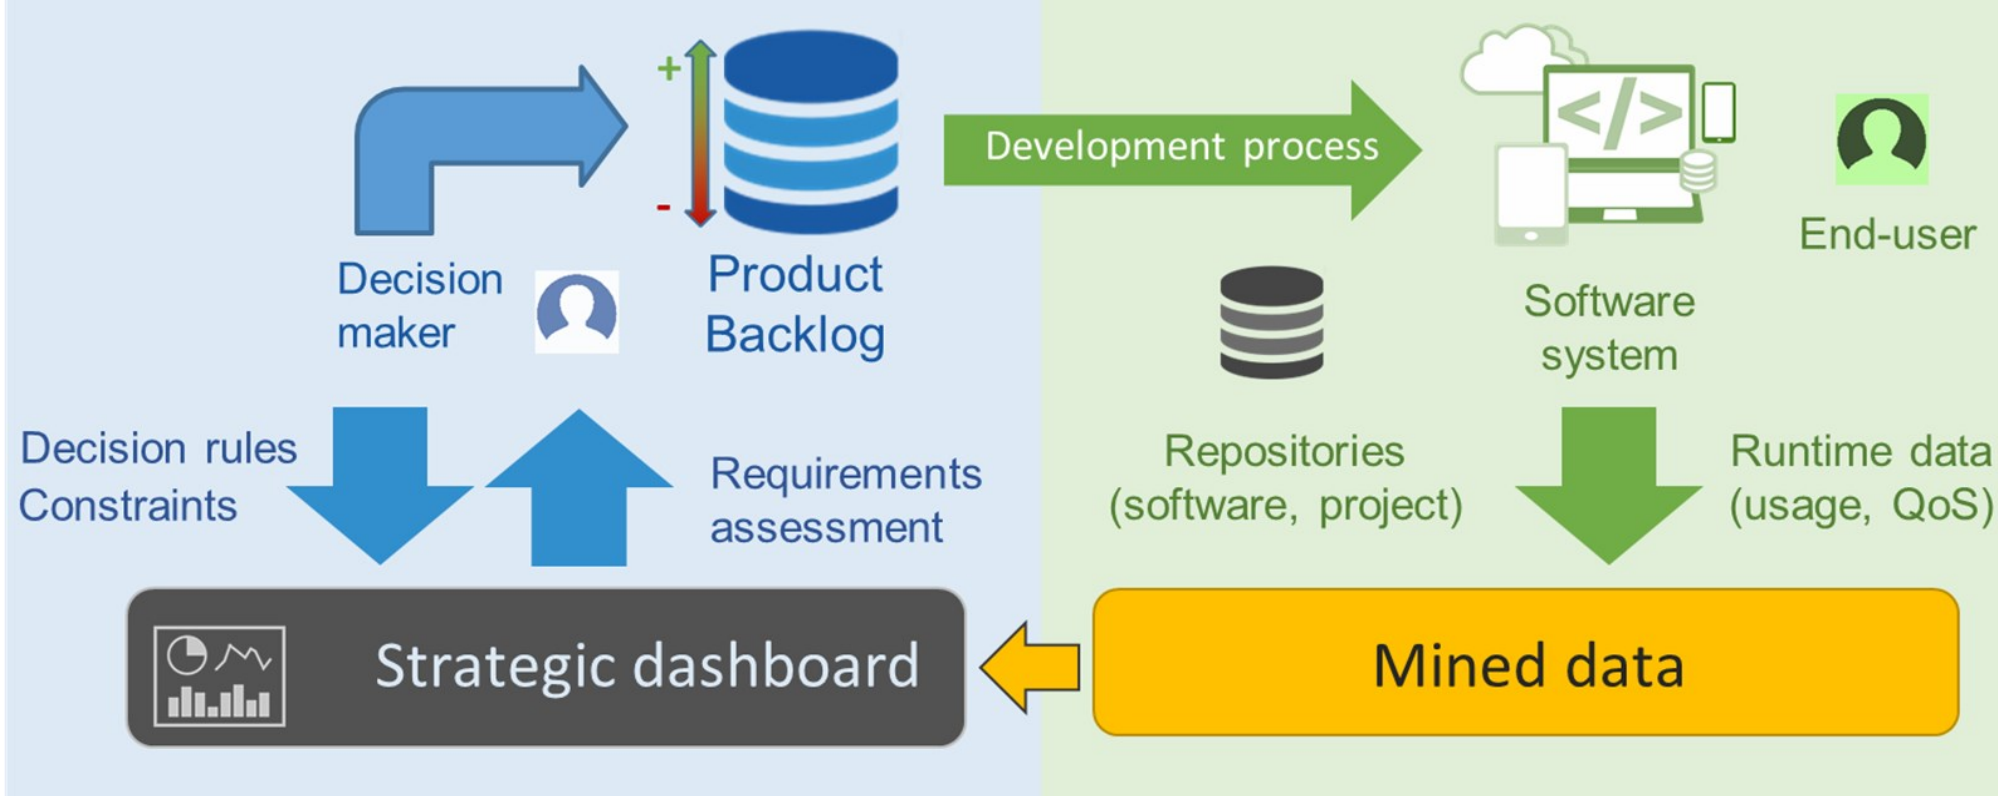 +
-
Decision
maker
Product
Backlog
Development process
</>
End-user
Software
system
Decision rules
Constraints
Requirements
assessment
Repositories
(software, project)
Runtime data
(usage, QoS)
Strategic dashboard
Mined data